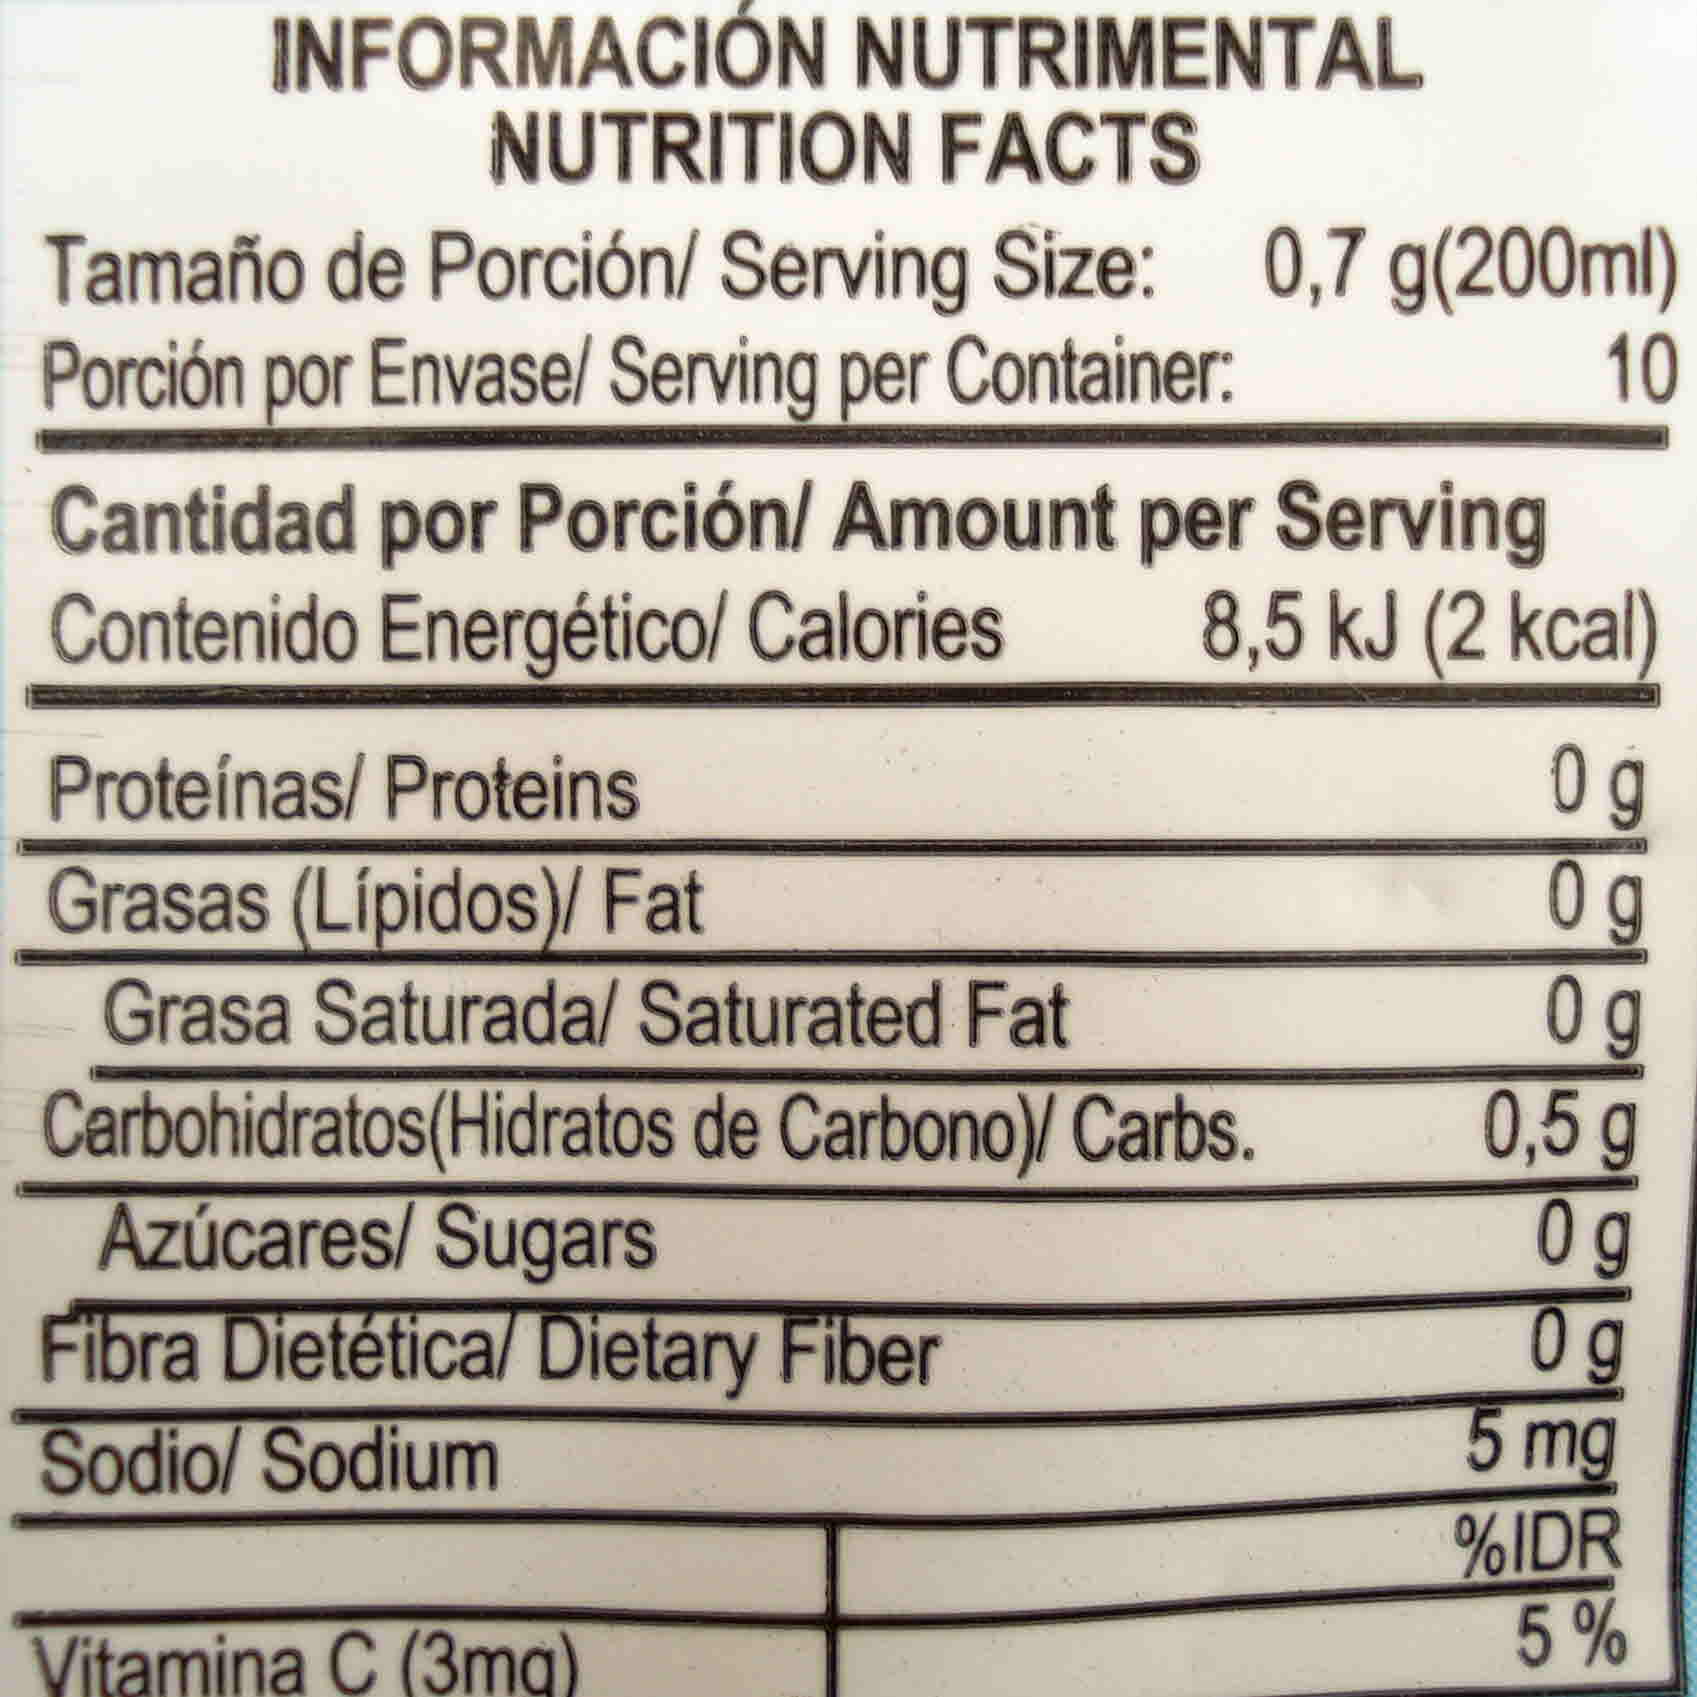 INFORMACIÓN NUTRIMENTAL
NUTRITION FACTS
Tamaño de Porción/ Serving Size: 0,7 g(200ml)
Porción por Envase/ Serving per Container: 10
Cantidad por Porción/ Amount per Serving
Contenido Energético/ Calories 8,5 kJ (2 kcal)
Proteínas/ Proteins 0 g
Grasas (Lípidos)/ Fat 0 g
Grasa Saturada/ Saturated Fat 0 g
Carbohidratos(Hidratos de Carbono)/ Carbs. 0,5 g
Azúcares/ Sugars 0 g
Fibra Dietética/ Dietary Fiber 0 g
Sodio/ Sodium 5 mg
%IDR
Vitamina C (3mg) 5 %